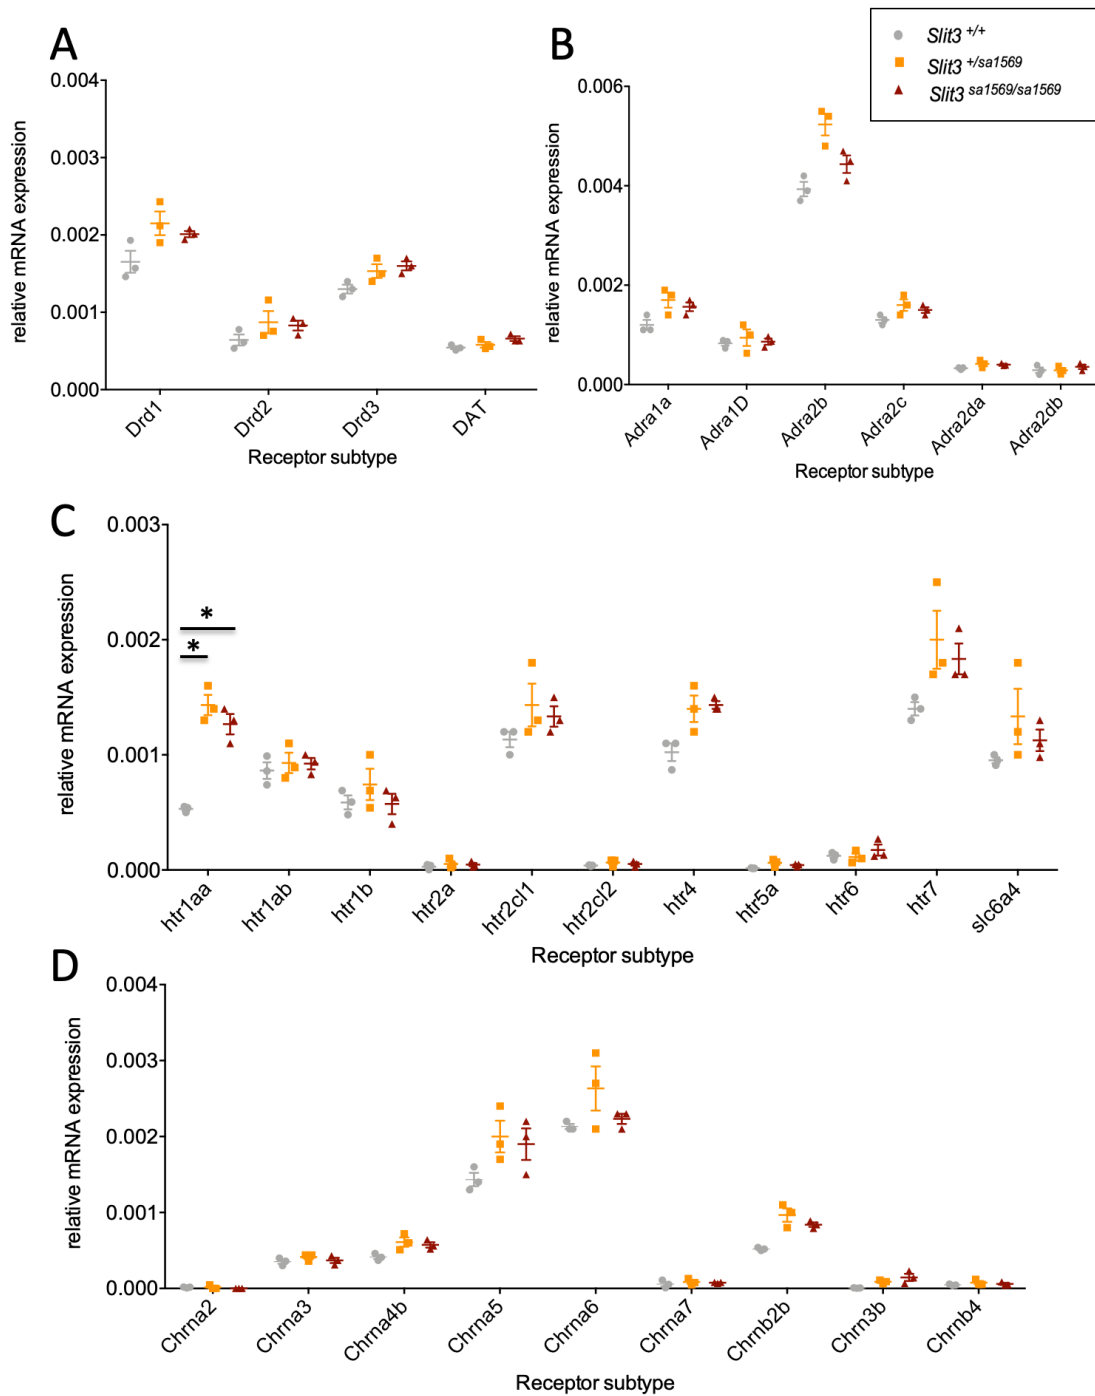 A
relative mRNA expression
0.004
0.003
0.002
0.001
0.000
Drd1
Drd2
Drd3
DAT
Receptor subtype
B
Slit3 +/+
Slit3 +/sa1569
Slit3 sa1569/sa1569
relative mRNA expression
0.006
0.004
0.002
0.000
Adra1a
Adra1D
Adra2b
Adra2c
Adra2da
Adra2db
Receptor subtype
C
relative mRNA expression
0.003
0.002
0.001
0.000
*
*
htr1aa
htr1ab
htr1b
htr2a
htr2cl1
htr2cl2
htr4
htr5a
htr6
htr7
slc6a4
Receptor subtype
D
relative mRNA expression
0.004
0.003
0.002
0.001
0.000
Chrna2
Chrna3
Chrna4b
Chrna5
Chrna6
Chrna7
Chrnb2b
Chrn3b
Chrnb4
Receptor subtype